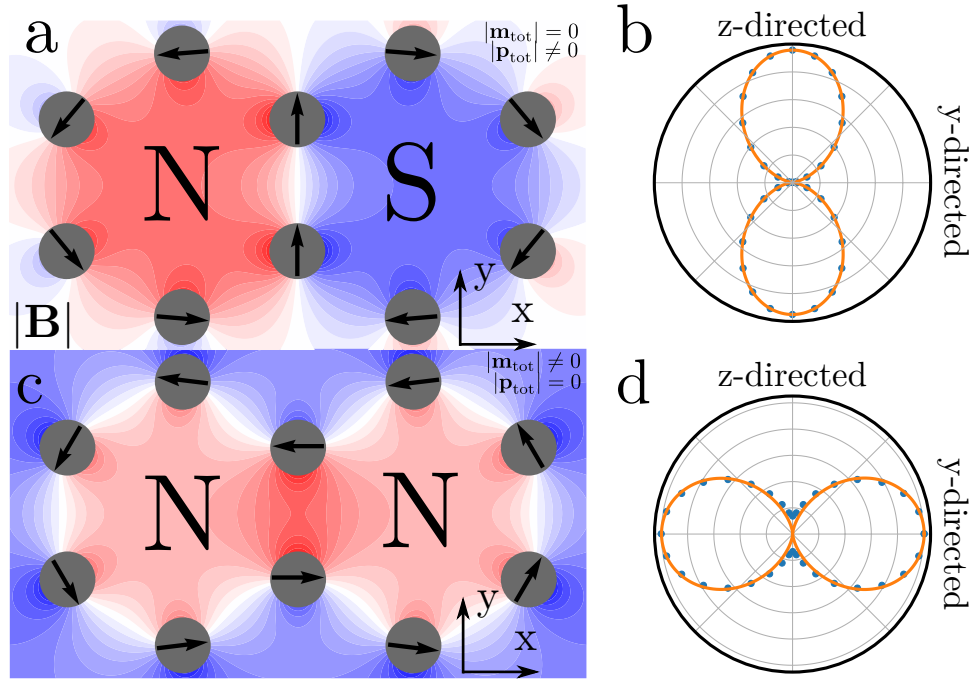 a
|m_tot| = 0
|p_tot| ≠ 0
N
S
|B|
y
x
b
z-directed
y-directed
c
|m_tot| ≠ 0
|p_tot| = 0
N
N
y
x
d
z-directed
y-directed